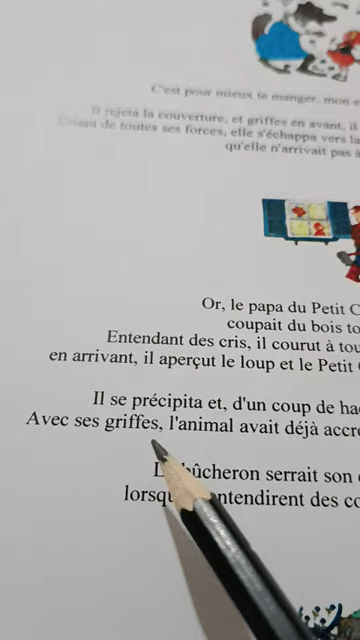 C'est pour mieux te manger, mon e
Il rejeta la couverture, et griffes en avant, il
Criant de toutes ses forces, elle s'échappa vers la
qu'elle n'arrivait pas à
Or, le papa du Petit C
coupait du bois to
Entendant des cris, il courut à tou
en arrivant, il aperçut le loup et le Petit
Il se précipita et, d'un coup de ha
Avec ses griffes, l'animal avait déjà accr
bûcheron serrait son
lorsqu ntendirent des co